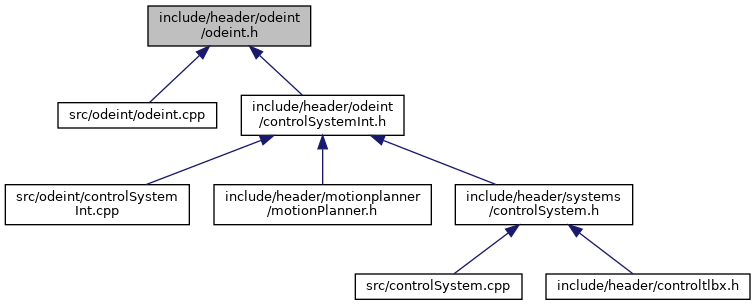 include/header/odeint
/odeint.h
src/odeint/odeint.cpp
include/header/odeint
/controlSystemInt.h
src/odeint/controlSystem
Int.cpp
include/header/motionplanner
/motionPlanner.h
include/header/systems
/controlSystem.h
src/controlSystem.cpp
include/header/controltlbx.h